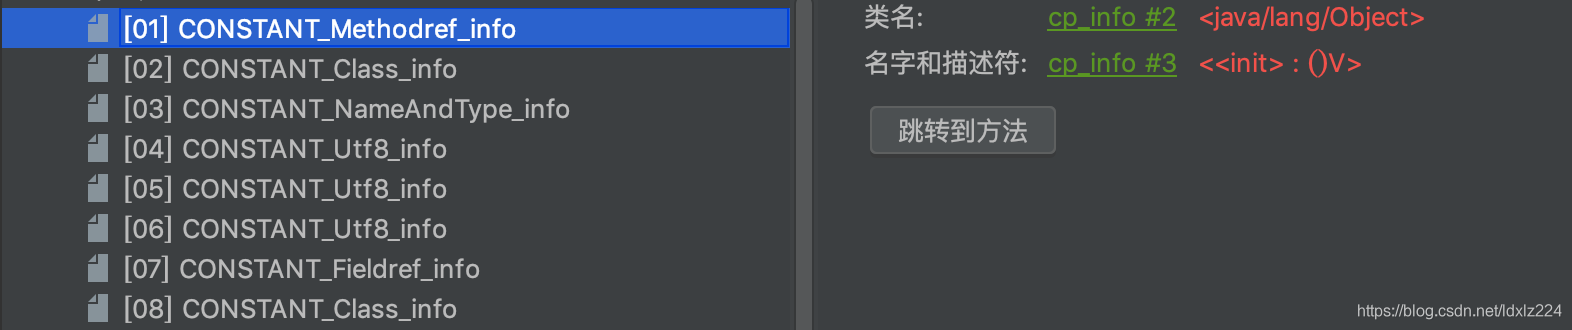 [01] CONSTANT_Methodref_info
[02] CONSTANT_Class_info
[03] CONSTANT_NameAndType_info
[04] CONSTANT_Utf8_info
[05] CONSTANT_Utf8_info
[06] CONSTANT_Utf8_info
[07] CONSTANT_Fieldref_info
[08] CONSTANT_Class_info
类名: cp_info #2 <java/lang/Object>
名字和描述符: cp_info #3 <<init> : ()V>
跳转到方法
https://blog.csdn.net/ldxlz224